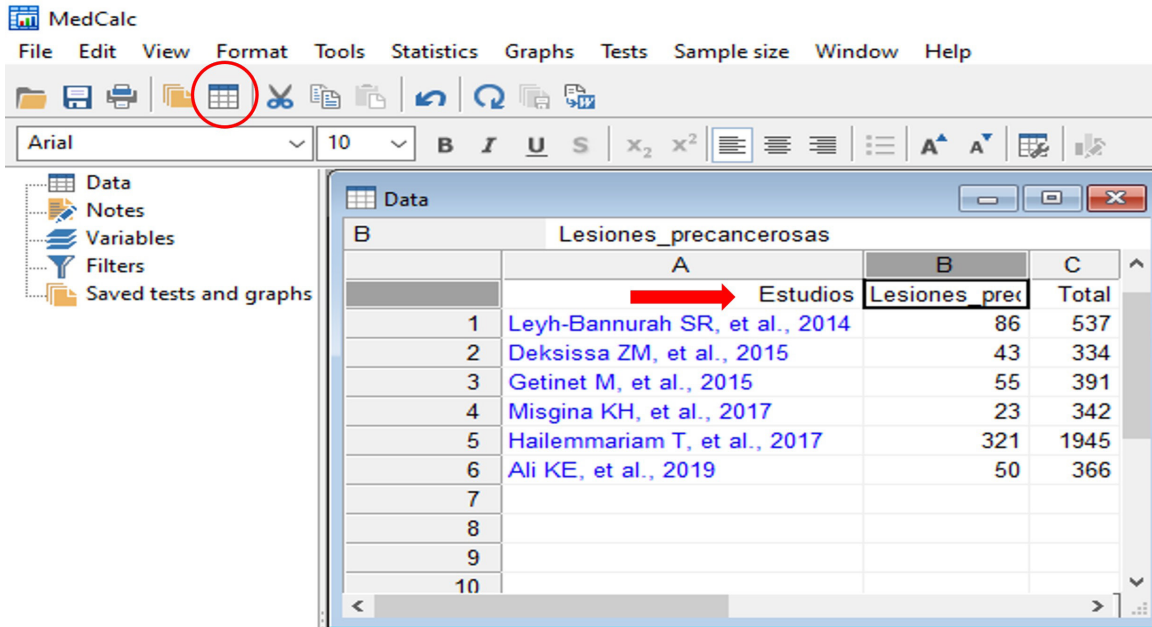 MedCalc
File Edit View Format Tools Statistics Graphs Tests Sample size Window Help
Arial 10 B I U S x₂ x² A A
Data
Notes
Variables
Filters
Saved tests and graphs
Data
B Lesiones_precancerosas
A B C
Estudios Lesiones_prec Total
1 Leyh-Bannurah SR, et al., 2014 86 537
2 Deksissa ZM, et al., 2015 43 334
3 Getinet M, et al., 2015 55 391
4 Misgina KH, et al., 2017 23 342
5 Hailemmariam T, et al., 2017 321 1945
6 Ali KE, et al., 2019 50 366
7
8
9
10